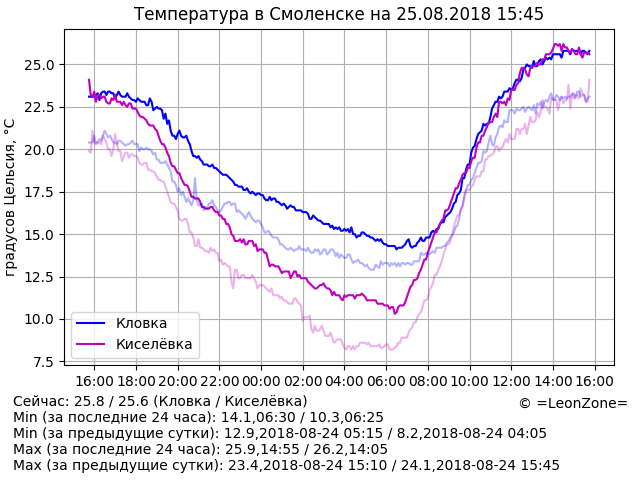 Температура в Смоленске на 25.08.2018 15:45
градусов Цельсия, °C
25.0
22.5
20.0
17.5
15.0
12.5
10.0
7.5
Кловка
Киселёвка
16:00 18:00 20:00 22:00 00:00 02:00 04:00 06:00 08:00 10:00 12:00 14:00 16:00
Сейчас: 25.8 / 25.6 (Кловка / Киселёвка)
© =LeonZone=
Min (за последние 24 часа): 14.1,06:30 / 10.3,06:25
Min (за предыдущие сутки): 12.9,2018-08-24 05:15 / 8.2,2018-08-24 04:05
Max (за последние 24 часа): 25.9,14:55 / 26.2,14:05
Max (за предыдущие сутки): 23.4,2018-08-24 15:10 / 24.1,2018-08-24 15:45